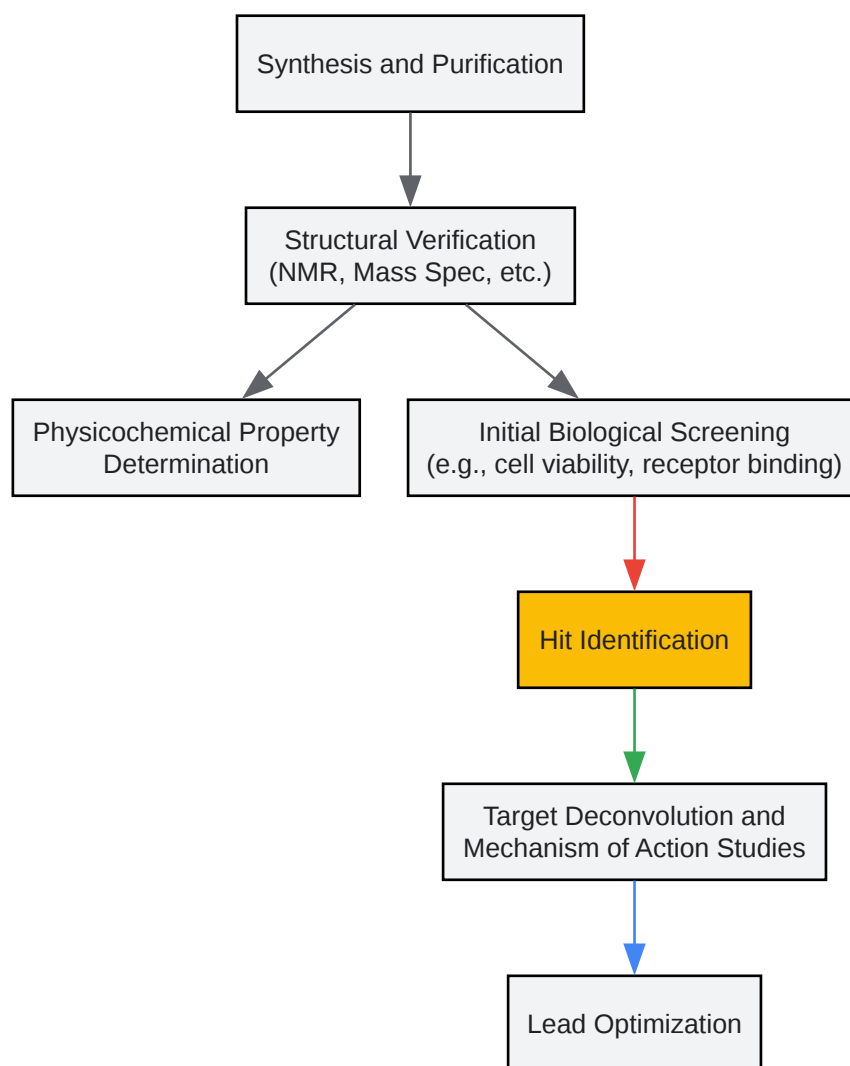 Synthesis and Purification
Structural Verification
(NMR, Mass Spec, etc.)
Physicochemical Property
Determination
Initial Biological Screening
(e.g., cell viability, receptor binding)
Hit Identification
Target Deconvolution and
Mechanism of Action Studies
Lead Optimization